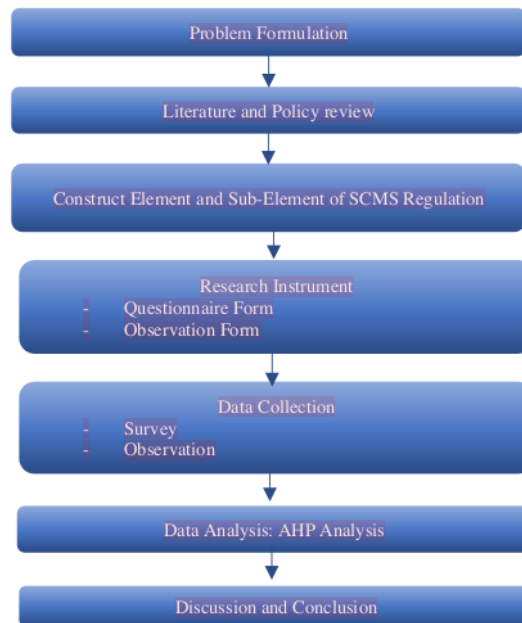 Problem Formulation
Literature and Policy review
Construct Element and Sub-Element of SCMS Regulation
Research Instrument
- Questionnaire Form
- Observation Form
Data Collection
- Survey
- Observation
Data Analysis: AHP Analysis
Discussion and Conclusion